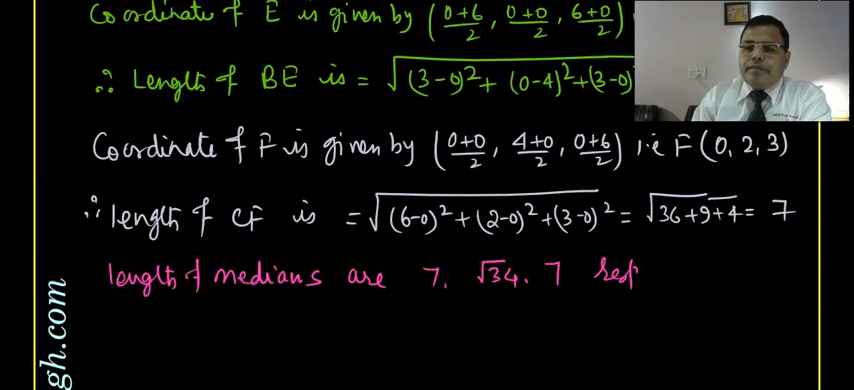 Coordinate of E is given by (0+6/2, 0+0/2, 6+0/2) i
∴ Length of BE is = √(3-0)² + (0-4)² + (3-0)
Coordinate of F is given by (0+0/2, 4+0/2, 0+6/2) i.e F(0, 2, 3)
∴ length of CF is = √(6-0)² + (2-0)² + (3-0)² = √36+9+4 = 7
length of medians are 7, √34, 7 resp
gh.com